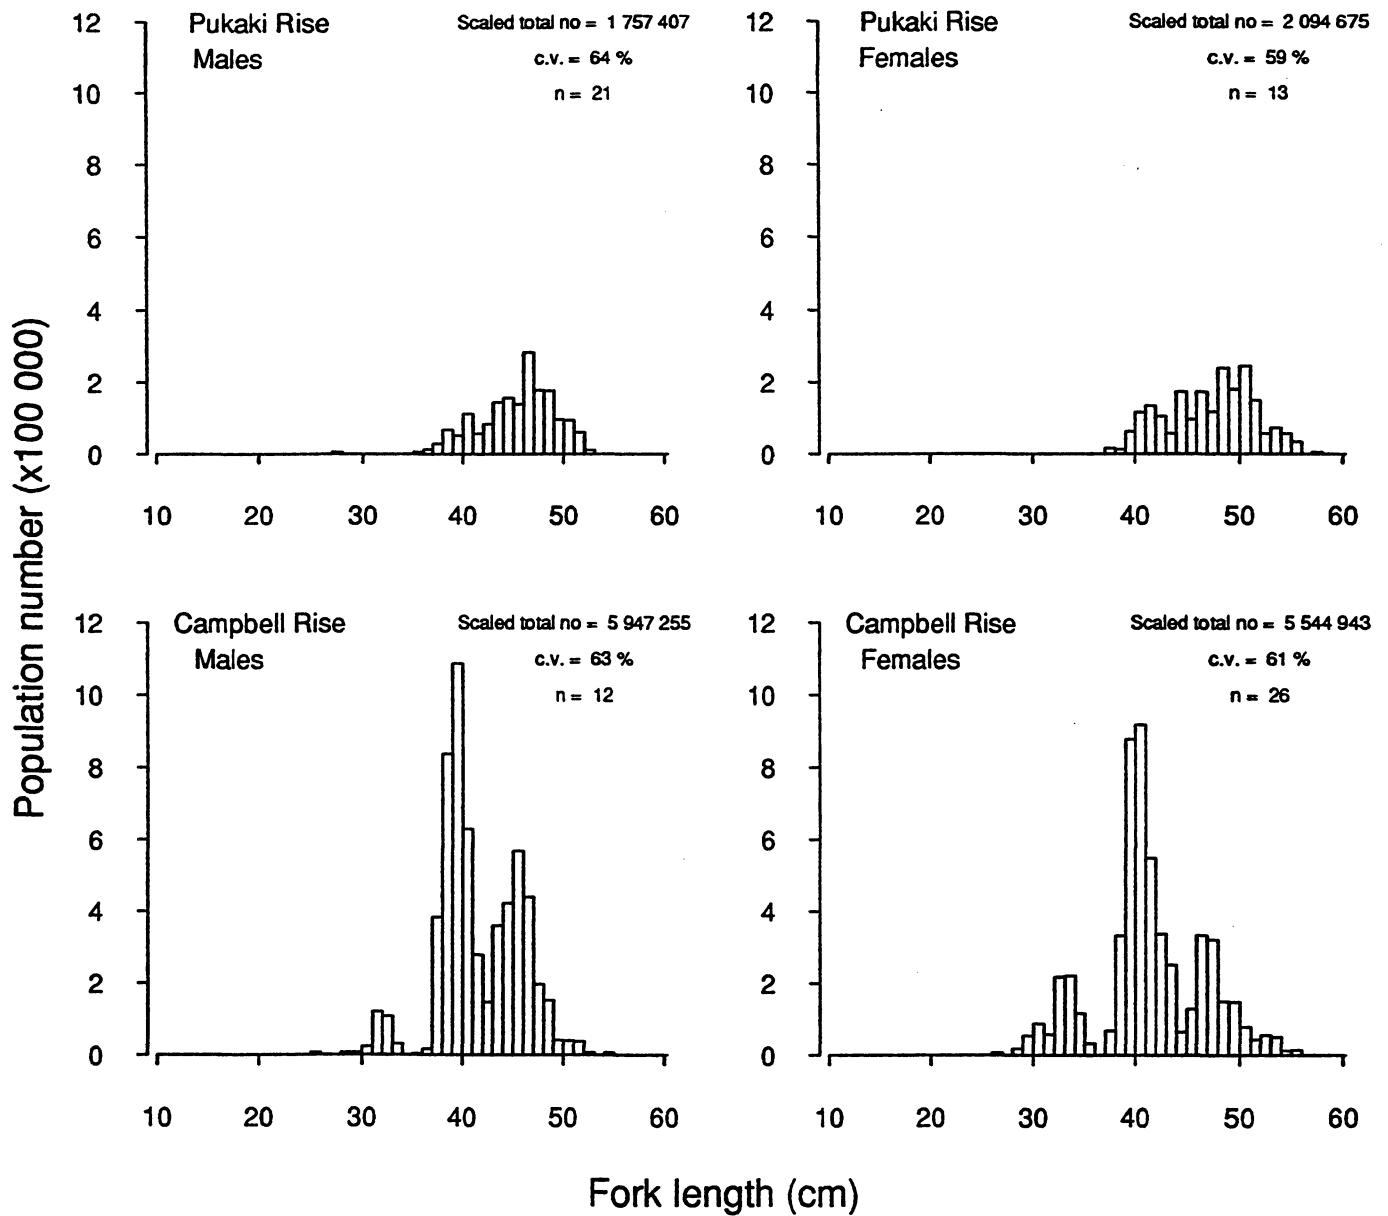 Population number (x100 000)
Pukaki Rise
Males
Scaled total no = 1 757 407
c.v. = 64 %
n = 21
12
10
8
6
4
2
0
10 20 30 40 50 60
Pukaki Rise
Females
Scaled total no = 2 094 675
c.v. = 59 %
n = 13
12
10
8
6
4
2
0
10 20 30 40 50 60
Campbell Rise
Males
Scaled total no = 5 947 255
c.v. = 63 %
n = 12
12
10
8
6
4
2
0
10 20 30 40 50 60
Campbell Rise
Females
Scaled total no = 5 544 943
c.v. = 61 %
n = 26
12
10
8
6
4
2
0
10 20 30 40 50 60
Fork length (cm)